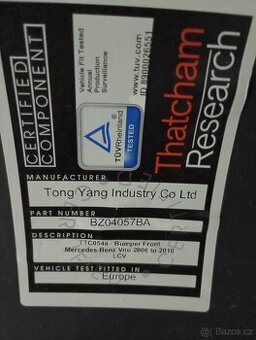 CERTIFIED
COMPONENT
Vehicle Fit Tested
Annual
Production
Surveillance
TÜVRheinland
TESTED
www.tuv.com
Thatcham
Research
MANUFACTURER
Tong Yang Industry Co Ltd
PART NUMBER
BZ04057BA
DESCRIPTION
Bumper Front
Mercedes-Benz Vito 2006 to 2010
LCV
VEHICLE TEST FITTED IN
Europe
Bazos.cz